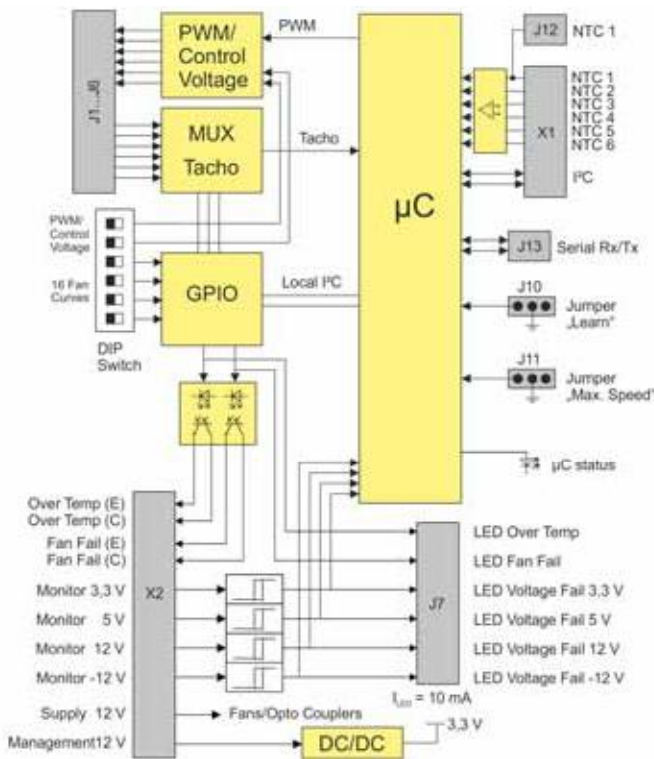 J1...J6
PWM/
Control
Voltage
PWM
MUX
Tacho
Tacho
PWM/
Control
Voltage
16 Fan
Curves
DIP
Switch
GPIO
Local I²C
µC
J12
NTC 1
NTC 1
NTC 2
NTC 3
NTC 4
NTC 5
NTC 6
X1
I²C
J13
Serial Rx/Tx
J10
Jumper
„Learn“
J11
Jumper
„Max. Speed“
µC status
Over Temp (E)
Over Temp (C)
Fan Fail (E)
Fan Fail (C)
Monitor 3,3 V
Monitor 5 V
Monitor 12 V
Monitor -12 V
Supply 12 V
Management12 V
X2
Fans/Opto Couplers
DC/DC
3,3 V
J7
LED Over Temp
LED Fan Fail
LED Voltage Fail 3,3 V
LED Voltage Fail 5 V
LED Voltage Fail 12 V
LED Voltage Fail -12 V
ILED = 10 mA